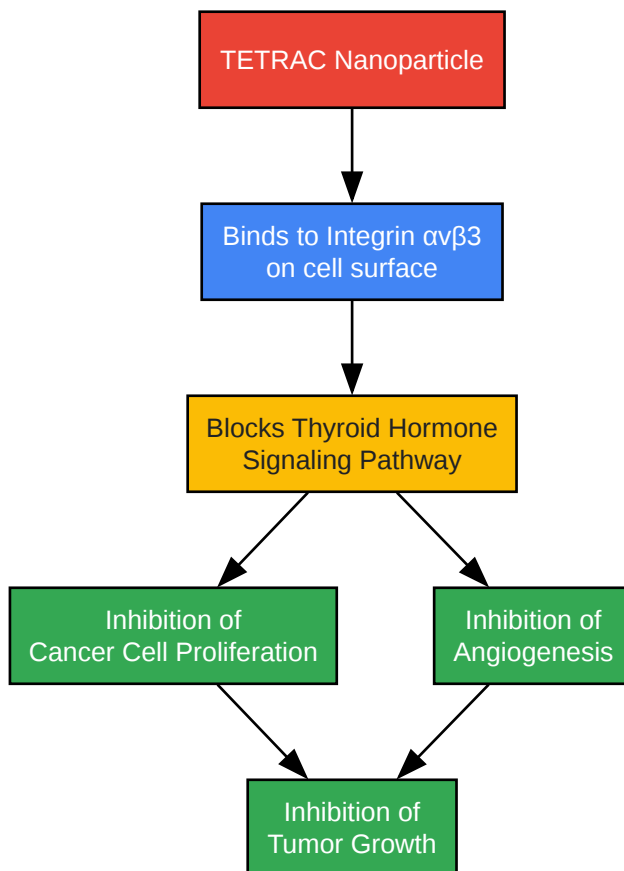 TETRAC Nanoparticle
Binds to Integrin αvβ3
on cell surface
Blocks Thyroid Hormone
Signaling Pathway
Inhibition of
Cancer Cell Proliferation
Inhibition of
Angiogenesis
Inhibition of
Tumor Growth